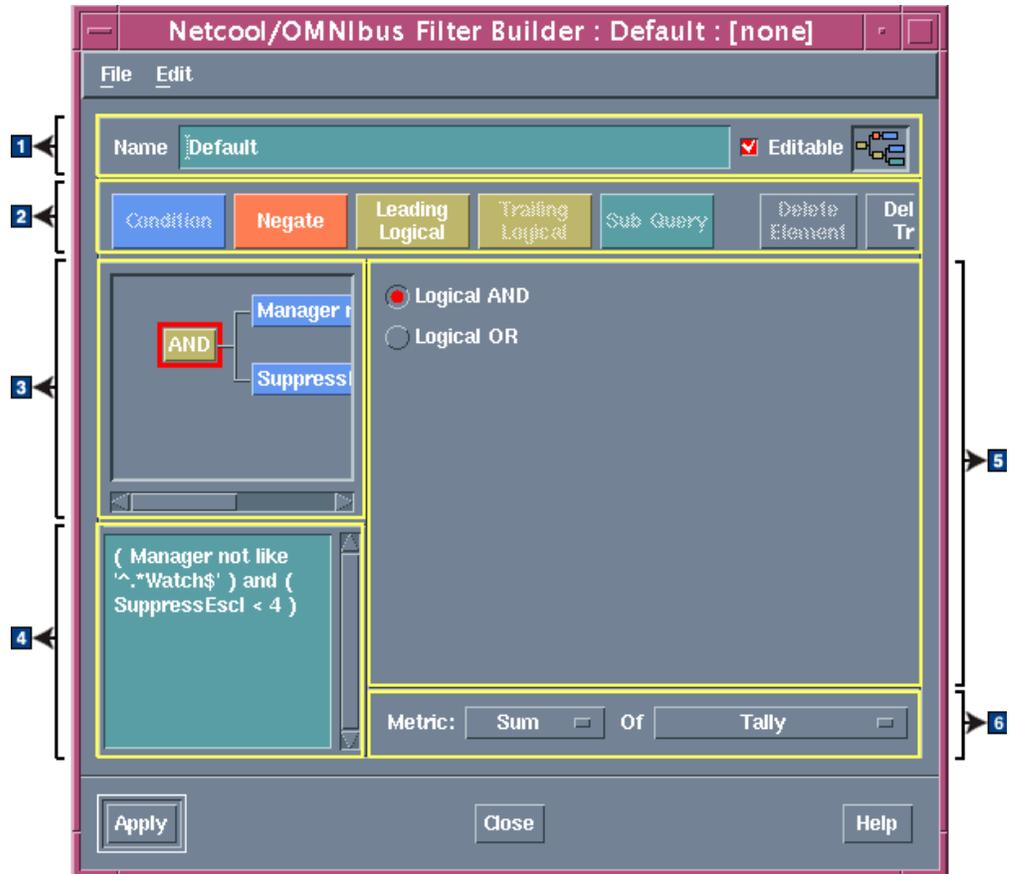 Netcool/OMNIbus Filter Builder : Default : [none]
File Edit
1
Name Default Editable
2
Condition Negate Leading Logical Trailing Logical Sub Query Delete Element Del Tr
3
AND
Manager
Suppress
Logical AND
Logical OR
5
4
( Manager not like
'^.*Watch$' ) and (
SuppressEscl < 4 )
Metric: Sum Of Tally
6
Apply Close Help